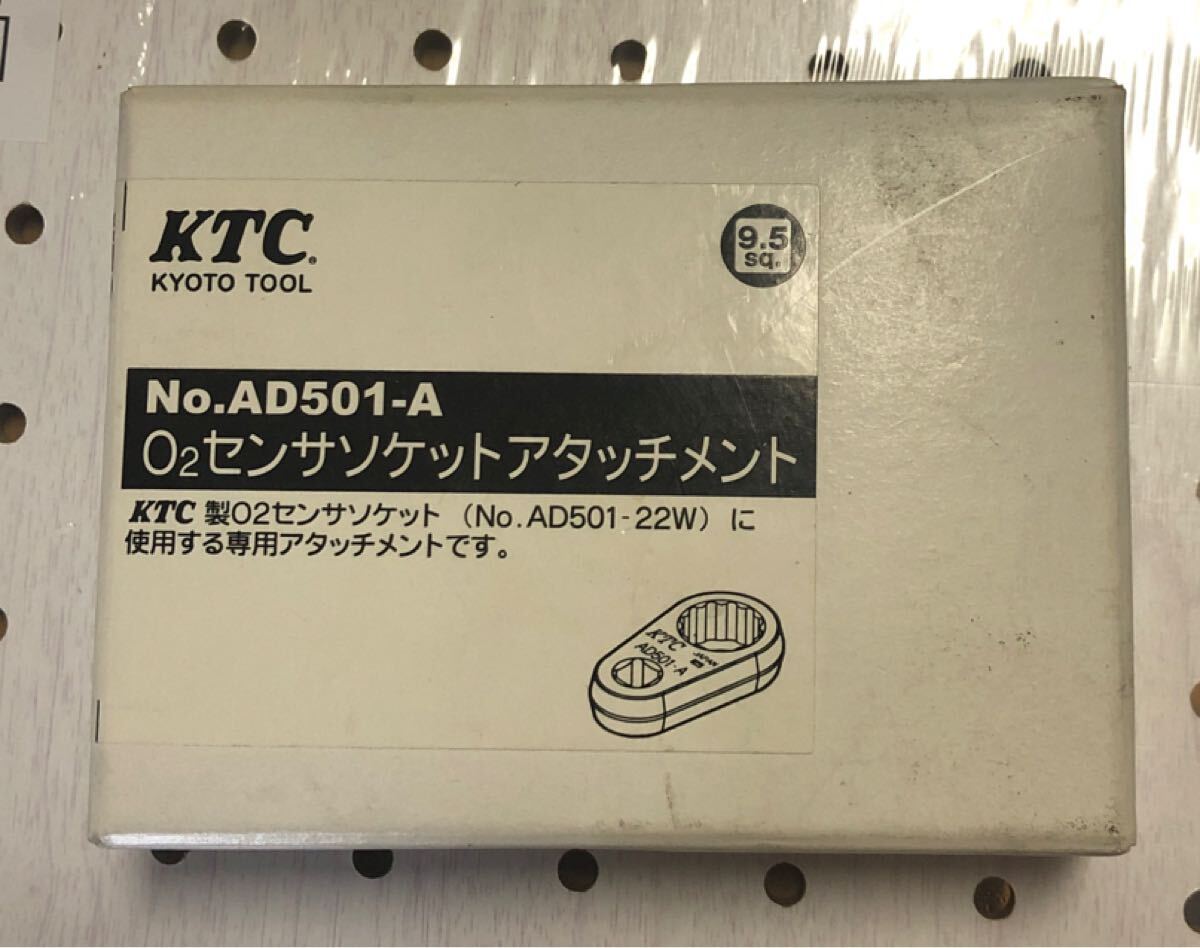 KTC®
KYOTO TOOL
9.5
sq.
No.AD501-A
O2センサソケットアタッチメント
KTC 製O2センサソケット (No.AD501-22W) に
使用する専用アタッチメントです。
KTC
AD501-A
JAPAN